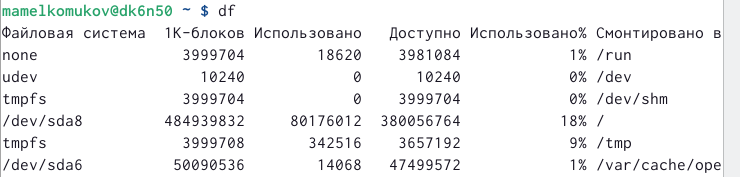 mamelkomukov@dk6n50 ~ $ df
Файловая система 1K-блоков Использовано Доступно Использовано% Смонтировано в
none 3999704 18620 3981084 1% /run
udev 10240 0 10240 0% /dev
tmpfs 3999704 0 3999704 0% /dev/shm
/dev/sda8 484939832 80176012 380056764 18% /
tmpfs 3999708 342516 3657192 9% /tmp
/dev/sda6 50090536 14068 47499572 1% /var/cache/ope